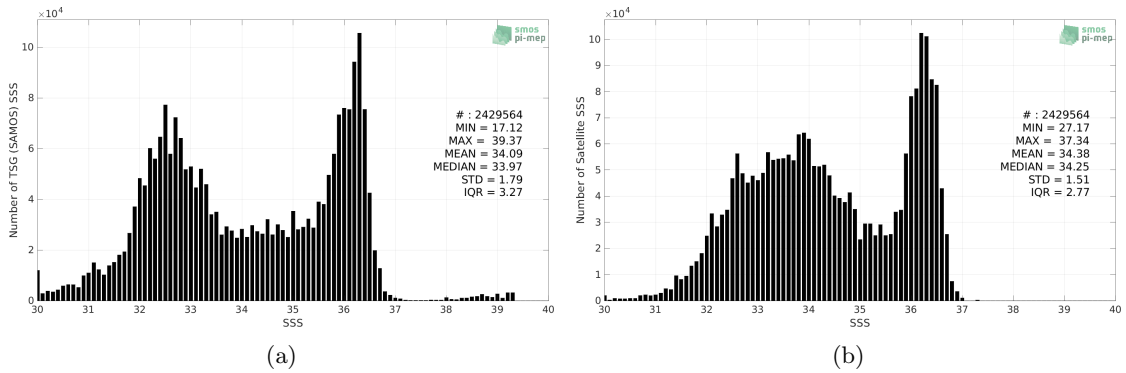 ×10⁴
smos
pi-mep
Number of TSG (SAMOS) SSS
10
8
6
4
2
0
# : 2429564
MIN = 17.12
MAX = 39.37
MEAN = 34.09
MEDIAN = 33.97
STD = 1.79
IQR = 3.27
30 31 32 33 34 35 36 37 38 39 40
SSS
(a)
×10⁴
smos
pi-mep
Number of Satellite SSS
10
9
8
7
6
5
4
3
2
1
0
# : 2429564
MIN = 27.17
MAX = 37.34
MEAN = 34.38
MEDIAN = 34.25
STD = 1.51
IQR = 2.77
30 31 32 33 34 35 36 37 38 39 40
SSS
(b)